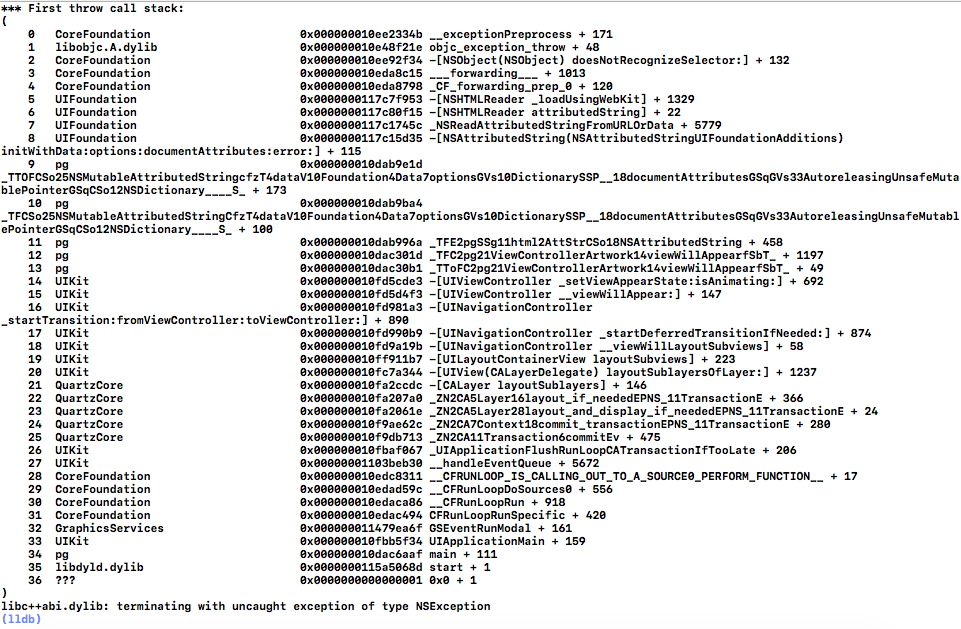 *** First throw call stack:
(
0 CoreFoundation 0x000000010ee2334b __exceptionPreprocess + 171
1 libobjc.A.dylib 0x000000010e48f21e objc_exception_throw + 48
2 CoreFoundation 0x000000010ee92f34 -[NSObject(NSObject) doesNotRecognizeSelector:] + 132
3 CoreFoundation 0x000000010eda8c15 ___forwarding___ + 1013
4 CoreFoundation 0x000000010eda8798 _CF_forwarding_prep_0 + 120
5 UIFoundation 0x0000000117c7f953 -[NSHTMLReader _loadUsingWebKit] + 1329
6 UIFoundation 0x0000000117c80f15 -[NSHTMLReader attributedString] + 22
7 UIFoundation 0x0000000117c1745c _NSReadAttributedStringFromURLOrData + 5779
8 UIFoundation 0x0000000117c15d35 -[NSAttributedString(NSAttributedStringUIFoundationAdditions)
initWithData:options:documentAttributes:error:] + 115
9 pg 0x000000010dab9e1d
_TTOFCSo25NSMutableAttributedStringcfzT4dataV10Foundation4Data7optionsGVs10DictionarySSP__18documentAttributesGSqGVs33AutoreleasingUnsafeMuta
blePointerGSqCSo12NSDictionary____S_ + 173
10 pg 0x000000010dab9ba4
_TFCSo25NSMutableAttributedStringCfzT4dataV10Foundation4Data7optionsGVs10DictionarySSP__18documentAttributesGSqGVs33AutoreleasingUnsafeMutabl
ePointerGSqCSo12NSDictionary____S_ + 100
11 pg 0x000000010dab996a _TFE2pgSSg11html2AttStrCSo18NSAttributedString + 458
12 pg 0x000000010dac301d _TFC2pg21ViewControllerArtwork14viewWillAppearfSbT_ + 1197
13 pg 0x000000010dac30b1 _TToFC2pg21ViewControllerArtwork14viewWillAppearfSbT_ + 49
14 UIKit 0x000000010fd5cde3 -[UIViewController _setViewAppearState:isAnimating:] + 692
15 UIKit 0x000000010fd5d4f3 -[UIViewController __viewWillAppear:] + 147
16 UIKit 0x000000010fd981a3 -[UINavigationController
_startTransition:fromViewController:toViewController:] + 890
17 UIKit 0x000000010fd990b9 -[UINavigationController _startDeferredTransitionIfNeeded:] + 874
18 UIKit 0x000000010fd9a19b -[UINavigationController __viewWillLayoutSubviews] + 58
19 UIKit 0x000000010ff911b7 -[UILayoutContainerView layoutSubviews] + 223
20 UIKit 0x000000010fc7a344 -[UIView(CALayerDelegate) layoutSublayersOfLayer:] + 1237
21 QuartzCore 0x000000010fa2ccdc -[CALayer layoutSublayers] + 146
22 QuartzCore 0x000000010fa207a0 _ZN2CA5Layer16layout_if_neededEPNS_11TransactionE + 366
23 QuartzCore 0x000000010fa2061e _ZN2CA5Layer28layout_and_display_if_neededEPNS_11TransactionE + 24
24 QuartzCore 0x000000010f9ae62c _ZN2CA7Context18commit_transactionEPNS_11TransactionE + 280
25 QuartzCore 0x000000010f9db713 _ZN2CA11Transaction6commitEv + 475
26 UIKit 0x000000010fbaf067 _UIApplicationFlushRunLoopCATransactionIfTooLate + 206
27 UIKit 0x00000001103beb30 __handleEventQueue + 5672
28 CoreFoundation 0x000000010edc8311 __CFRUNLOOP_IS_CALLING_OUT_TO_A_SOURCE0_PERFORM_FUNCTION__ + 17
29 CoreFoundation 0x000000010edad59c __CFRunLoopDoSources0 + 556
30 CoreFoundation 0x000000010edaca86 __CFRunLoopRun + 918
31 CoreFoundation 0x000000010edac494 CFRunLoopRunSpecific + 420
32 GraphicsServices 0x000000011479ea6f GSEventRunModal + 161
33 UIKit 0x000000010fbb5f34 UIApplicationMain + 159
34 pg 0x000000010dac6aaf main + 111
35 libdyld.dylib 0x0000000115a5068d start + 1
36 ??? 0x0000000000000001 0x0 + 1
)
libc++abi.dylib: terminating with uncaught exception of type NSException
(lldb)